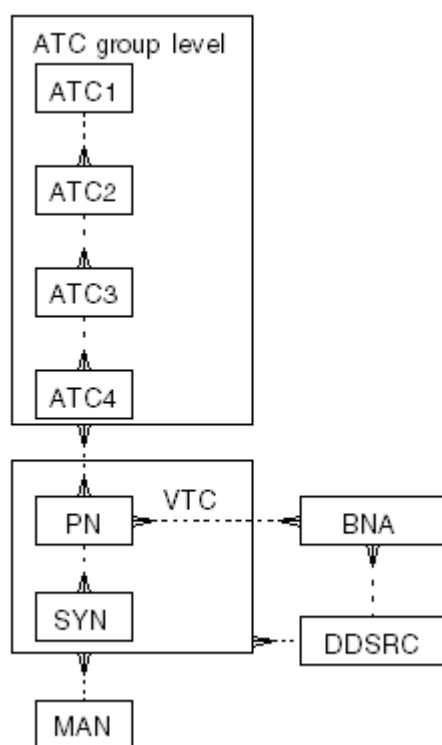 ATC group level
ATC1
ATC2
ATC3
ATC4
VTC
PN
BNA
SYN
DDSRC
MAN